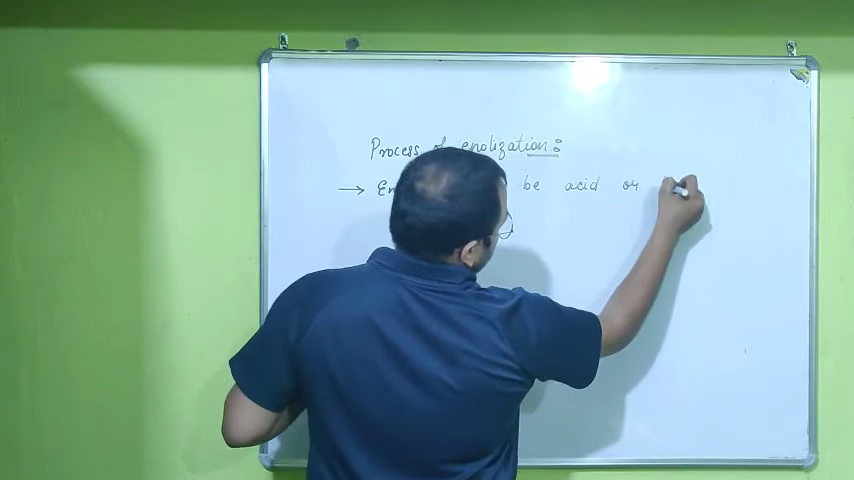 Process of enolization :
→ En be acid or